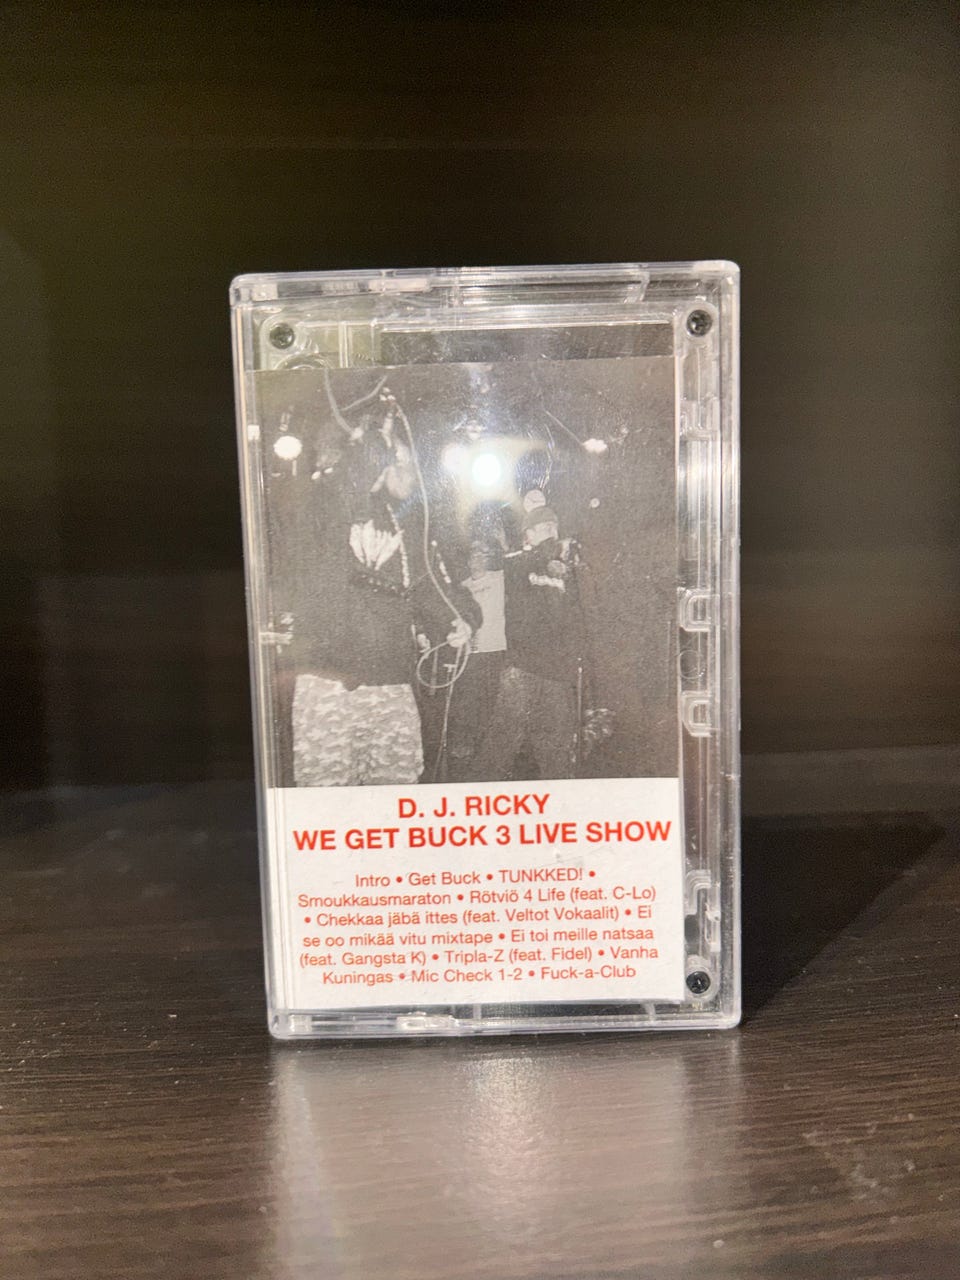 D. J. RICKY
WE GET BUCK 3 LIVE SHOW
Intro • Get Buck • TUNKKED! •
Smoukkausmaraton • Rötviö 4 Life (feat. C-Lo)
• Chekkaa jäbä ittes (feat. Veltot Vokaalit) • Ei
se oo mikää vitu mixtape • Ei toi meille natsaa
(feat. Gangsta K) • Tripla-Z (feat. Fidel) • Vanha
Kuningas • Mic Check 1-2 • Fuck-a-Club